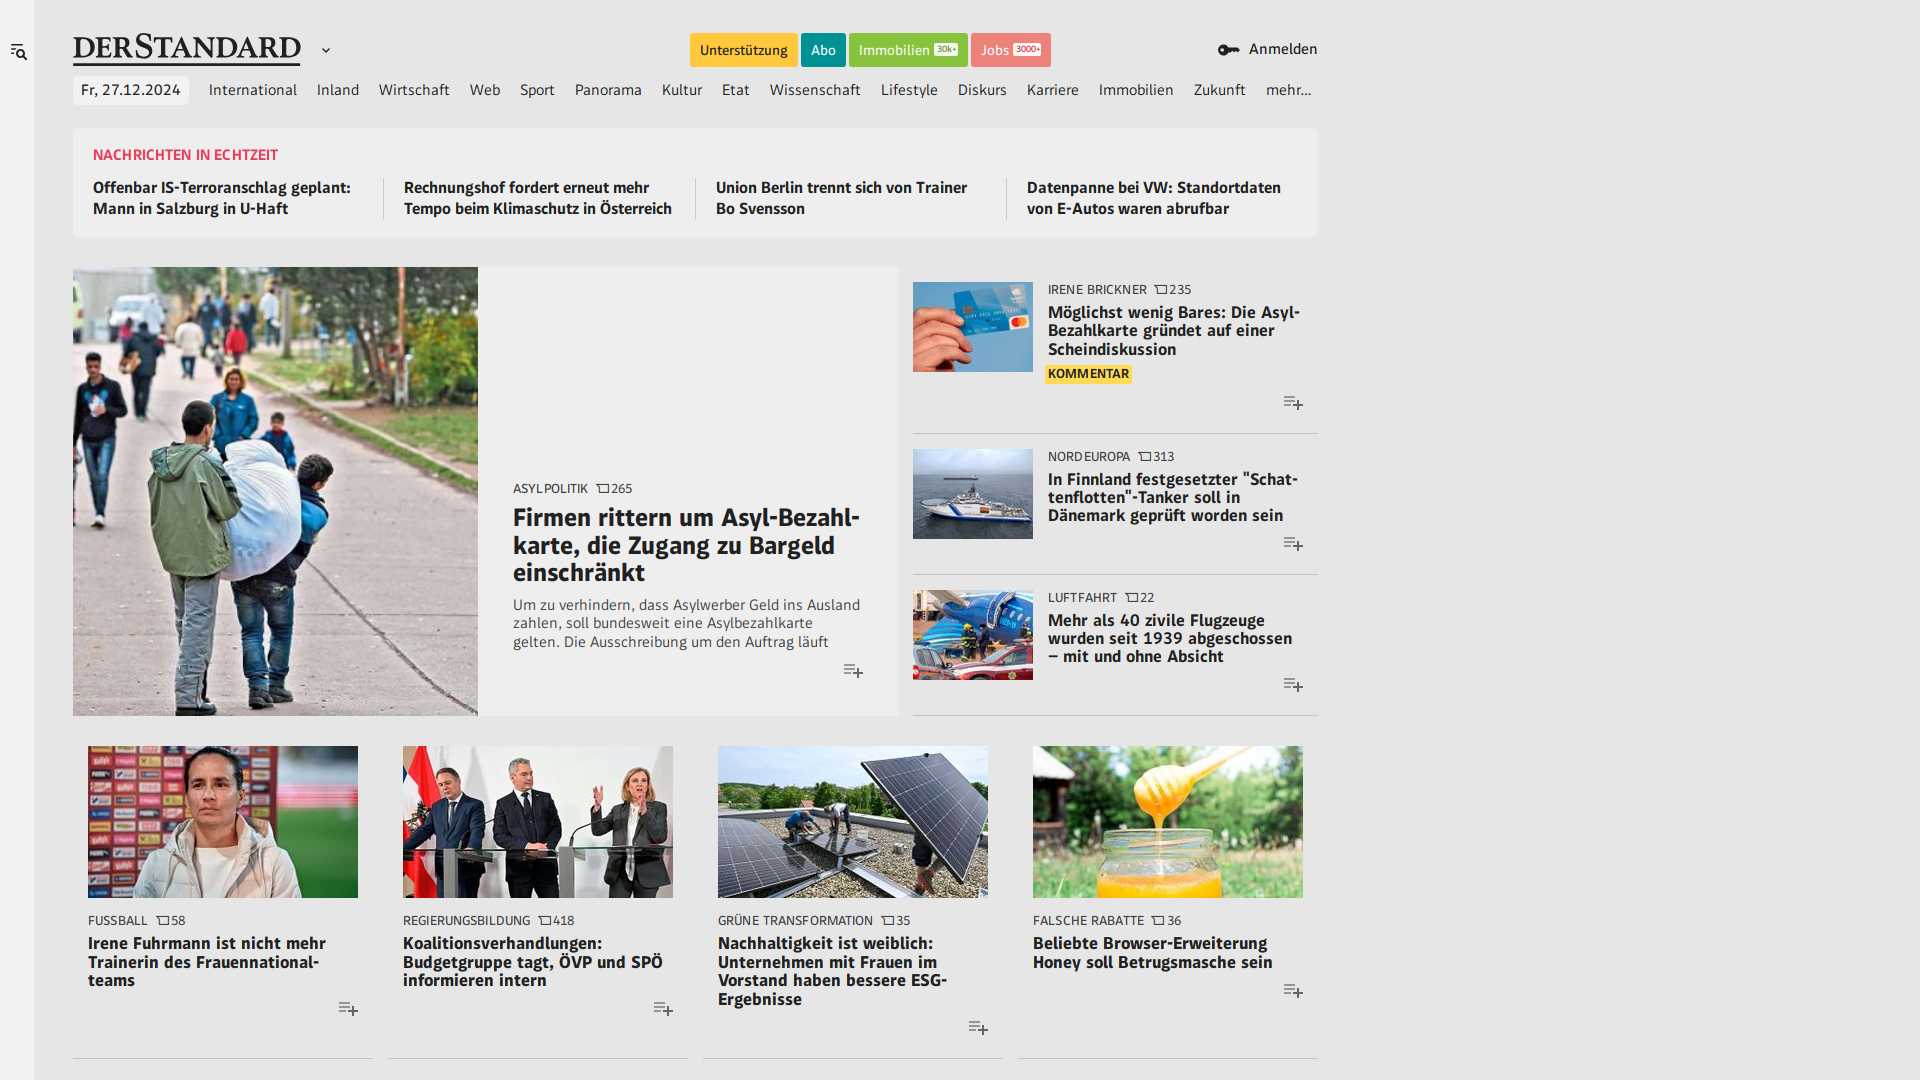 DERSTANDARD
Unterstützung
Abo
Immobilien 30k+
Jobs 3000+
Anmelden
Fr, 27.12.2024
International
Inland
Wirtschaft
Web
Sport
Panorama
Kultur
Etat
Wissenschaft
Lifestyle
Diskurs
Karriere
Immobilien
Zukunft
mehr...
NACHRICHTEN IN ECHTZEIT
Offenbar IS-Terroranschlag geplant:
Mann in Salzburg in U-Haft
Rechnungshof fordert erneut mehr
Tempo beim Klimaschutz in Österreich
Union Berlin trennt sich von Trainer
Bo Svensson
Datenpanne bei VW: Standortdaten
von E-Autos waren abrufbar
ASYLPOLITIK 265
Firmen rittern um Asyl-Bezahl-
karte, die Zugang zu Bargeld
einschränkt
Um zu verhindern, dass Asylwerber Geld ins Ausland
zahlen, soll bundesweit eine Asylbezahlkarte
gelten. Die Ausschreibung um den Auftrag läuft
IRENE BRICKNER 235
Möglichst wenig Bares: Die Asyl-
Bezahlkarte gründet auf einer
Scheindiskussion
KOMMENTAR
NORDEUROPA 313
In Finnland festgesetzter "Schat-
tenflotten"-Tanker soll in
Dänemark geprüft worden sein
LUFTFAHRT 22
Mehr als 40 zivile Flugzeuge
wurden seit 1939 abgeschossen
– mit und ohne Absicht
FUSSBALL 58
Irene Fuhrmann ist nicht mehr
Trainerin des Frauennational-
teams
REGIERUNGSBILDUNG 418
Koalitionsverhandlungen:
Budgetgruppe tagt, ÖVP und SPÖ
informieren intern
GRÜNE TRANSFORMATION 35
Nachhaltigkeit ist weiblich:
Unternehmen mit Frauen im
Vorstand haben bessere ESG-
Ergebnisse
FALSCHE RABATTE 36
Beliebte Browser-Erweiterung
Honey soll Betrugsmasche sein